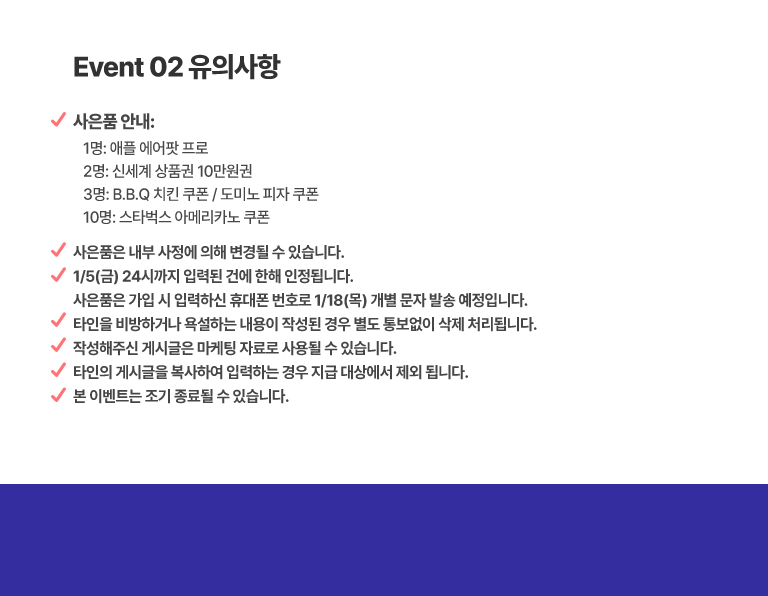 Event 02 유의사항
사은품 안내:
1명: 애플 에어팟 프로
2명: 신세계 상품권 10만원권
3명: B.B.Q 치킨 쿠폰 / 도미노 피자 쿠폰
10명: 스타벅스 아메리카노 쿠폰
사은품은 내부 사정에 의해 변경될 수 있습니다.
1/5(금) 24시까지 입력된 건에 한해 인정됩니다.
사은품은 가입 시 입력하신 휴대폰 번호로 1/18(목) 개별 문자 발송 예정입니다.
타인을 비방하거나 욕설하는 내용이 작성된 경우 별도 통보없이 삭제 처리됩니다.
작성해주신 게시글은 마케팅 자료로 사용될 수 있습니다.
타인의 게시글을 복사하여 입력하는 경우 지급 대상에서 제외 됩니다.
본 이벤트는 조기 종료될 수 있습니다.